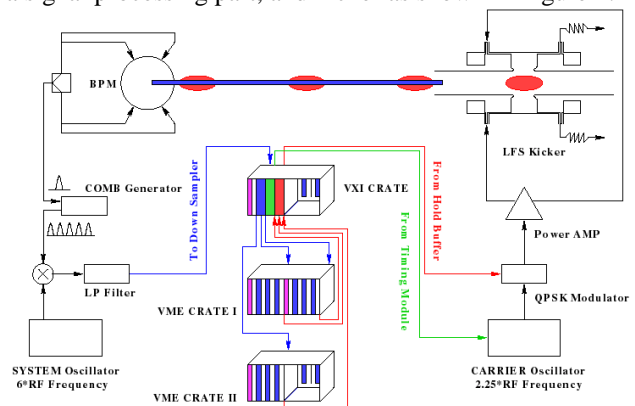 BPM
LFS Kicker
COMB Generator
To Down Sampler
VXI CRATE
From Hold Buffer
From Timing Module
Power AMP
LP Filter
QPSK Modulator
VME CRATE I
SYSTEM Oscillator
6*RF Frequency
CARRIER Oscillator
2.25*RF Frequency
VME CRATE II